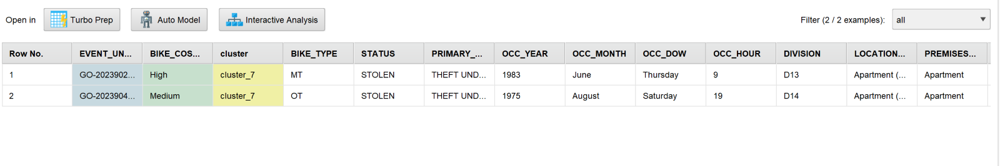 Open in Turbo Prep Auto Model Interactive Analysis Filter (2 / 2 examples): all
Row No. EVENT_UN... BIKE_COS... cluster BIKE_TYPE STATUS PRIMARY_... OCC_YEAR OCC_MONTH OCC_DOW OCC_HOUR DIVISION LOCATION... PREMISES...
1 GO-2023902... High cluster_7 MT STOLEN THEFT UND... 1983 June Thursday 9 D13 Apartment (... Apartment
2 GO-2023904... Medium cluster_7 OT STOLEN THEFT UND... 1975 August Saturday 19 D14 Apartment (... Apartment